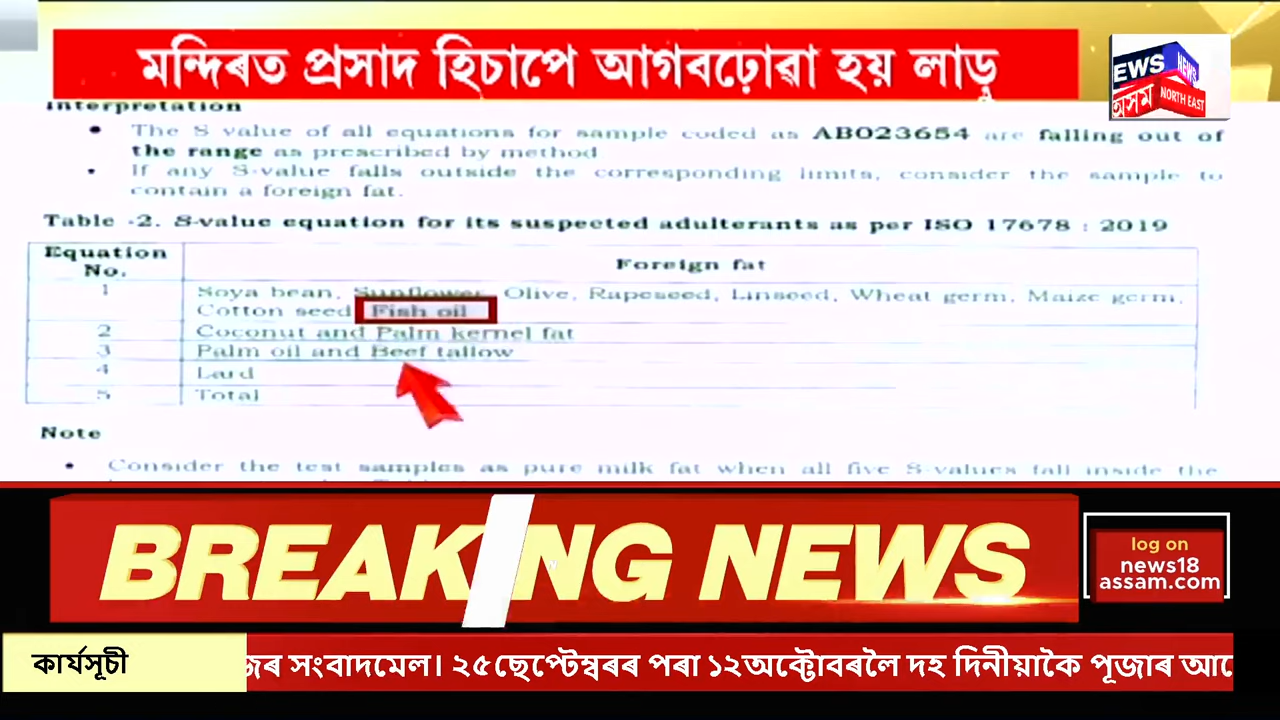 মন্দিৰত প্ৰসাদ হিচাপে আগবঢ়োৱা হয় লাড়ু
EWS
NEWS
অসম
NORTH EAST
Interpretation
• The S value of all equations for sample coded as AB023654 are falling out of
the range as prescribed by method
• If any S-value falls outside the corresponding limits, consider the sample to
contain a foreign fat.
Table -2. S-value equation for its suspected adulterants as per ISO 17678 : 2019
Equation No. Foreign fat
1 Soya bean, Sunflower, Olive, Rapeseed, Linseed, Wheat germ, Maize germ,
Cotton seed Fish oil
2 Coconut and Palm kernel fat
3 Palm oil and Beef tallow
4 Lard
5 Total
Note
• Consider the test samples as pure milk fat when all five S-values fall inside the
BREAKING NEWS
log on
news18
assam.com
কাৰ্যসূচী
জৰ সংবাদমেল। ২৫ছেপ্টেম্বৰৰ পৰা ১২অক্টোবৰলৈ দহ দিনীয়াকৈ পূজাৰ আ